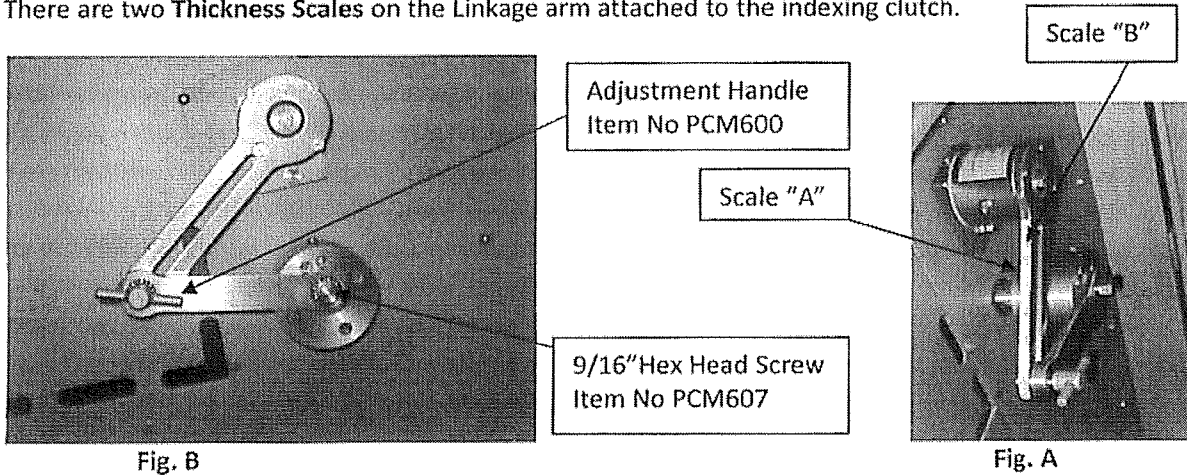 There are two Thickness Scales on the Linkage arm attached to the indexing clutch.
Scale "B"
Adjustment Handle
Item No PCM600
Scale "A"
9/16"Hex Head Screw
Item No PCM607
Fig. B
Fig. A